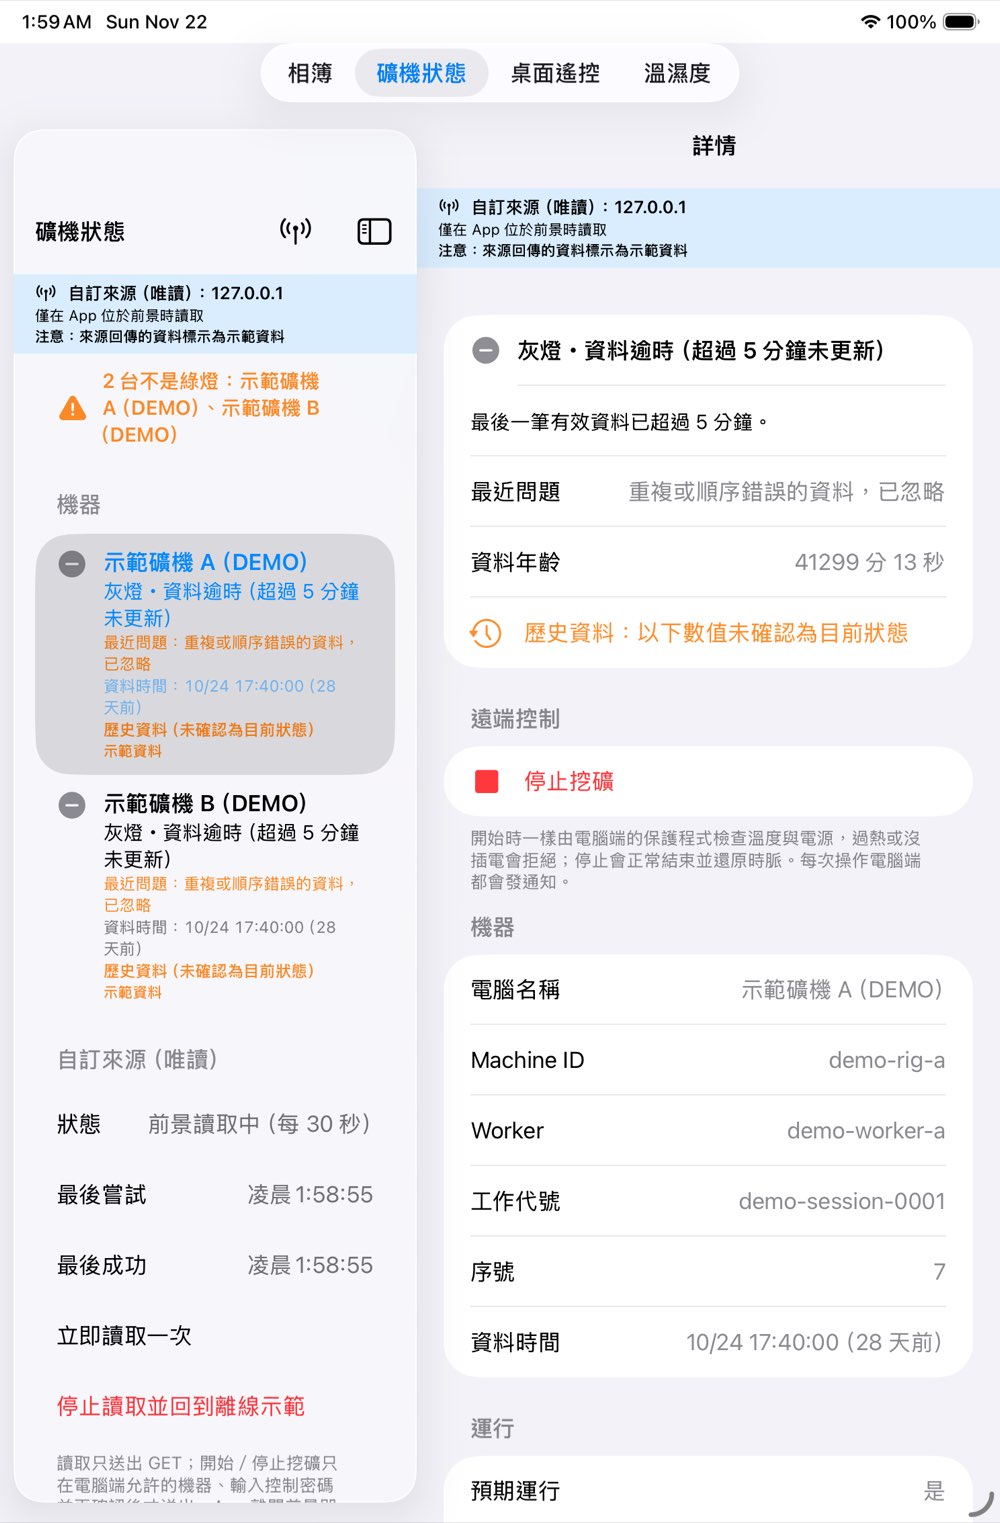 1:59 AM Sun Nov 22
100%
相簿
礦機狀態
桌面遙控
溫濕度
礦機狀態
自訂來源（唯讀）：127.0.0.1
僅在 App 位於前景時讀取
注意：來源回傳的資料標示為示範資料
2 台不是綠燈：示範礦機
A（DEMO）、示範礦機 B
（DEMO）
機器
示範礦機 A（DEMO）
灰燈・資料逾時（超過 5 分鐘
未更新）
最近問題：重複或順序錯誤的資料，
已忽略
資料時間：10/24 17:40:00（28
天前）
歷史資料（未確認為目前狀態）
示範資料
示範礦機 B（DEMO）
灰燈・資料逾時（超過 5 分鐘
未更新）
最近問題：重複或順序錯誤的資料，
已忽略
資料時間：10/24 17:40:00（28
天前）
歷史資料（未確認為目前狀態）
示範資料
自訂來源（唯讀）
狀態 前景讀取中（每 30 秒）
最後嘗試 凌晨1:58:55
最後成功 凌晨1:58:55
立即讀取一次
停止讀取並回到離線示範
讀取只送出 GET；開始 / 停止挖礦只
在電腦端允許的機器、輸入控制密碼
詳情
自訂來源（唯讀）：127.0.0.1
僅在 App 位於前景時讀取
注意：來源回傳的資料標示為示範資料
灰燈・資料逾時（超過 5 分鐘未更新）
最後一筆有效資料已超過 5 分鐘。
最近問題 重複或順序錯誤的資料，已忽略
資料年齡 41299 分 13 秒
歷史資料：以下數值未確認為目前狀態
遠端控制
停止挖礦
開始時一樣由電腦端的保護程式檢查溫度與電源，過熱或沒
插電會拒絕；停止會正常結束並還原時脈。每次操作電腦端
都會發通知。
機器
電腦名稱 示範礦機 A（DEMO）
Machine ID demo-rig-a
Worker demo-worker-a
工作代號 demo-session-0001
序號 7
資料時間 10/24 17:40:00（28 天前）
運行
預期運行 是